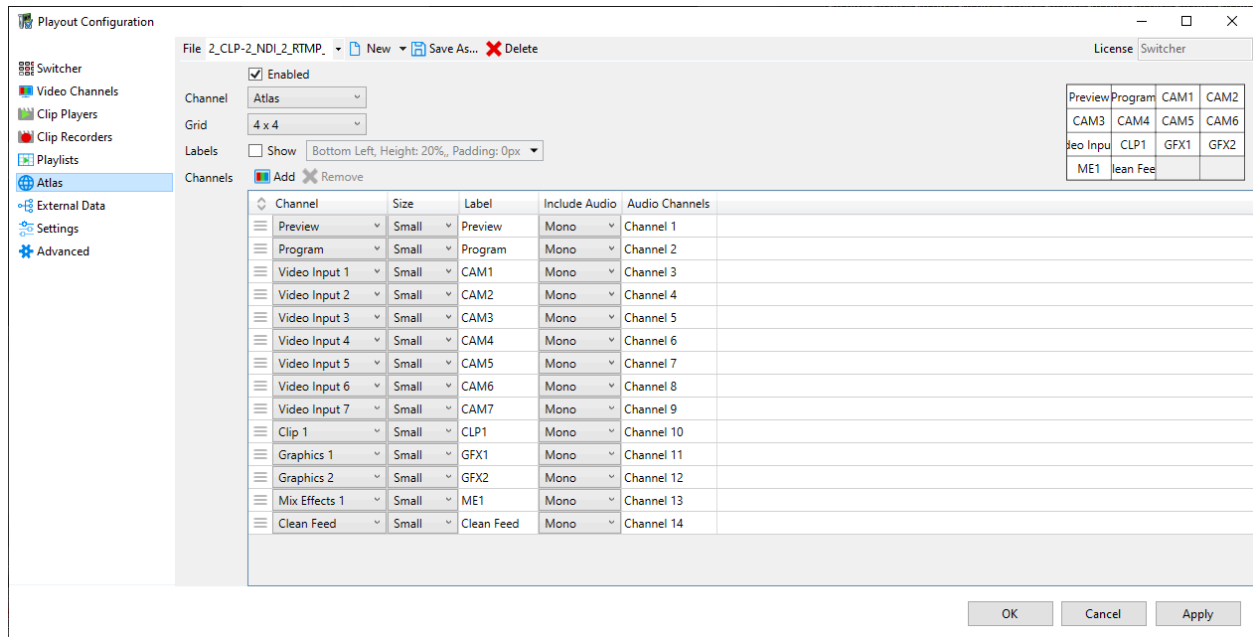 Playout Configuration
File 2_CLP-2_NDI_2_RTMP_ New Save As... Delete License Switcher
Switcher
Video Channels
Clip Players
Clip Recorders
Playlists
Atlas
External Data
Settings
Advanced
Enabled
Channel Atlas
Grid 4 x 4
Labels Show Bottom Left, Height: 20%,, Padding: 0px
Channels Add Remove
Preview Program CAM1 CAM2
CAM3 CAM4 CAM5 CAM6
deo Inpu CLP1 GFX1 GFX2
ME1 lean Fee
Channel Size Label Include Audio Audio Channels
Preview Small Preview Mono Channel 1
Program Small Program Mono Channel 2
Video Input 1 Small CAM1 Mono Channel 3
Video Input 2 Small CAM2 Mono Channel 4
Video Input 3 Small CAM3 Mono Channel 5
Video Input 4 Small CAM4 Mono Channel 6
Video Input 5 Small CAM5 Mono Channel 7
Video Input 6 Small CAM6 Mono Channel 8
Video Input 7 Small CAM7 Mono Channel 9
Clip 1 Small CLP1 Mono Channel 10
Graphics 1 Small GFX1 Mono Channel 11
Graphics 2 Small GFX2 Mono Channel 12
Mix Effects 1 Small ME1 Mono Channel 13
Clean Feed Small Clean Feed Mono Channel 14
OK Cancel Apply